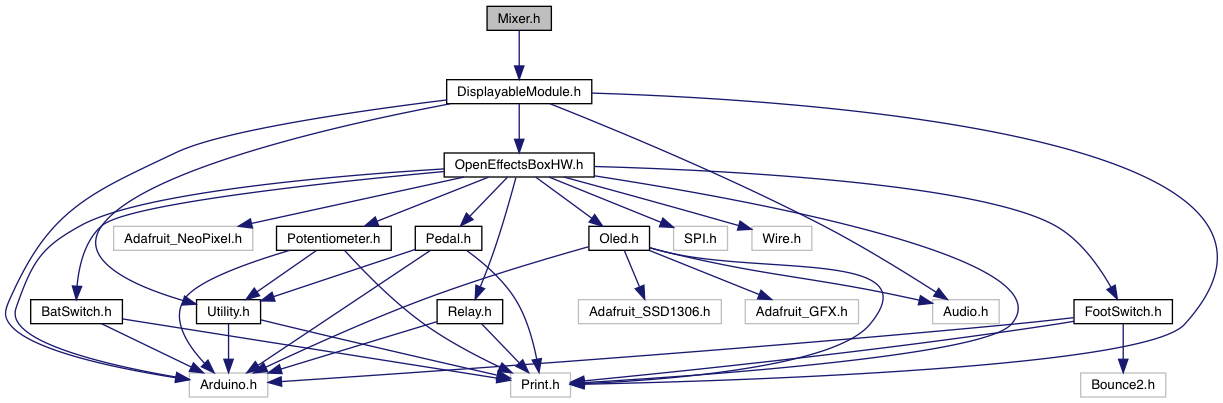 Mixer.h
DisplayableModule.h
OpenEffectsBoxHW.h
Adafruit_NeoPixel.h
Potentiometer.h
Pedal.h
Oled.h
SPI.h
Wire.h
BatSwitch.h
Utility.h
Relay.h
Adafruit_SSD1306.h
Adafruit_GFX.h
Audio.h
FootSwitch.h
Arduino.h
Print.h
Bounce2.h